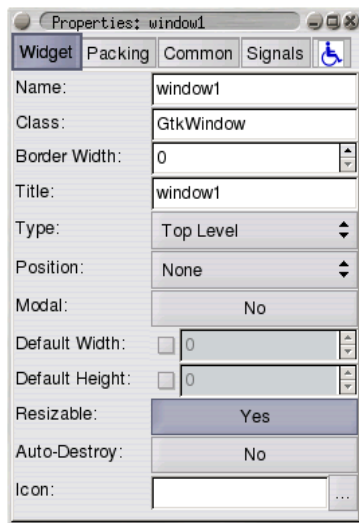 Properties: window1
Widget Packing Common Signals
Name: window1
Class: GtkWindow
Border Width: 0
Title: window1
Type: Top Level
Position: None
Modal: No
Default Width: 0
Default Height: 0
Resizable: Yes
Auto-Destroy: No
Icon: ...